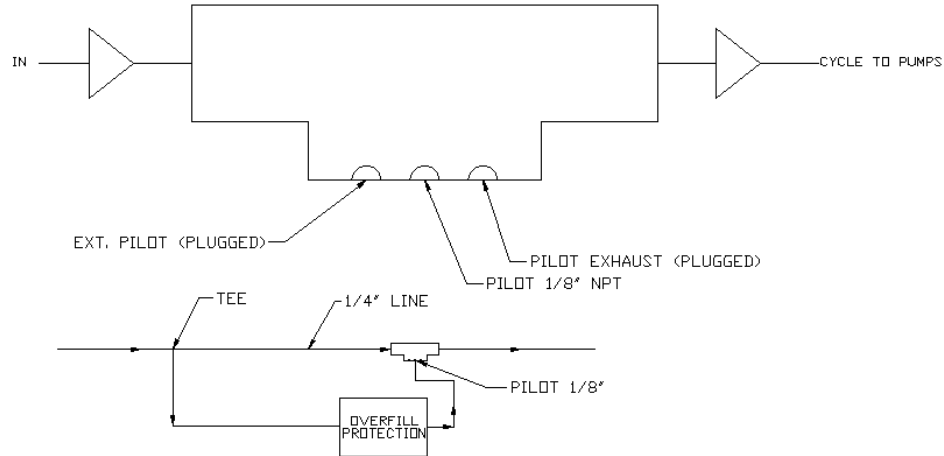 IN
CYCLE TO PUMPS
EXT. PILOT (PLUGGED)
PILOT EXHAUST (PLUGGED)
PILOT 1/8" NPT
TEE
1/4" LINE
PILOT 1/8"
OVERFILL
PROTECTION